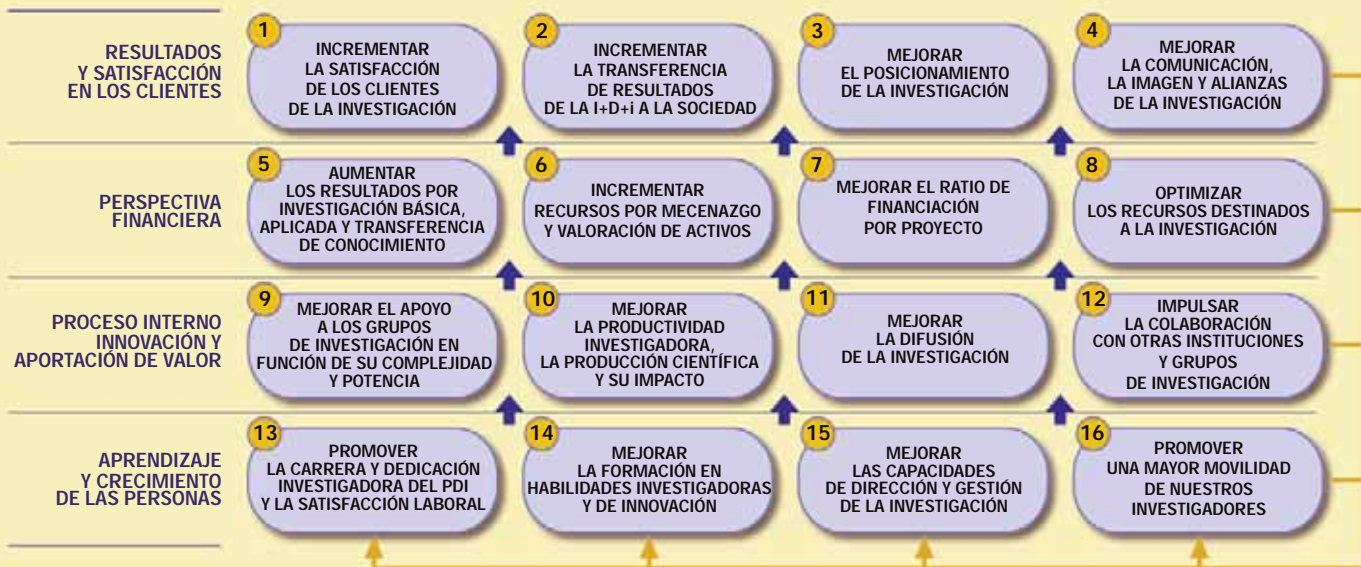 RESULTADOS
Y SATISFACCIÓN
EN LOS CLIENTES
1
INCREMENTAR
LA SATISFACCIÓN
DE LOS CLIENTES
DE LA INVESTIGACIÓN
2
INCREMENTAR
LA TRANSFERENCIA
DE RESULTADOS
DE LA I+D+i A LA SOCIEDAD
3
MEJORAR
EL POSICIONAMIENTO
DE LA INVESTIGACIÓN
4
MEJORAR
LA COMUNICACIÓN,
LA IMAGEN Y ALIANZAS
DE LA INVESTIGACIÓN
PERSPECTIVA
FINANCIERA
5
AUMENTAR
LOS RESULTADOS POR
INVESTIGACIÓN BÁSICA,
APLICADA Y TRANSFERENCIA
DE CONOCIMIENTO
6
INCREMENTAR
RECURSOS POR MECENAZGO
Y VALORACIÓN DE ACTIVOS
7
MEJORAR EL RATIO DE
FINANCIACIÓN
POR PROYECTO
8
OPTIMIZAR
LOS RECURSOS DESTINADOS
A LA INVESTIGACIÓN
PROCESO INTERNO
INNOVACIÓN Y
APORTACIÓN DE VALOR
9
MEJORAR EL APOYO
A LOS GRUPOS
DE INVESTIGACIÓN EN
FUNCIÓN DE SU COMPLEJIDAD
Y POTENCIA
10
MEJORAR
LA PRODUCTIVIDAD
INVESTIGADORA,
LA PRODUCCIÓN CIENTÍFICA
Y SU IMPACTO
11
MEJORAR
LA DIFUSIÓN
DE LA INVESTIGACIÓN
12
IMPULSAR
LA COLABORACIÓN
CON OTRAS INSTITUCIONES
Y GRUPOS
DE INVESTIGACIÓN
APRENDIZAJE
Y CRECIMIENTO
DE LAS PERSONAS
13
PROMOVER
LA CARRERA Y DEDICACIÓN
INVESTIGADORA DEL PDI
Y LA SATISFACCIÓN LABORAL
14
MEJORAR
LA FORMACIÓN EN
HABILIDADES INVESTIGADORAS
Y DE INNOVACIÓN
15
MEJORAR
LAS CAPACIDADES
DE DIRECCIÓN Y GESTIÓN
DE LA INVESTIGACIÓN
16
PROMOVER
UNA MAYOR MOVILIDAD
DE NUESTROS
INVESTIGADORES